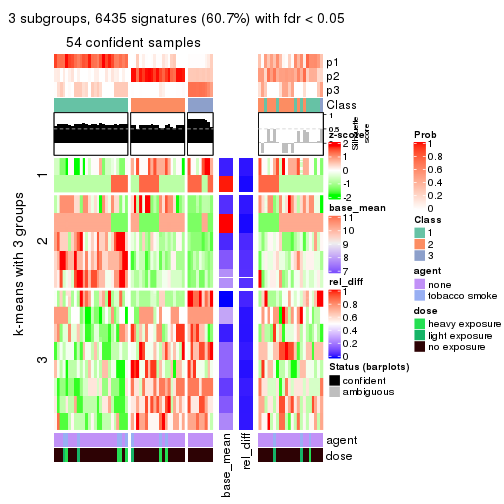 3 subgroups, 6435 signatures (60.7%) with fdr < 0.05
54 confident samples
p1
p2
p3
Class
1
0.5
0
Silhouette
score
z-score
2
1
0
-1
-2
base_mean
11
10
9
8
7
rel_diff
1
0.8
0.6
0.4
0.2
0
Status (barplots)
confident
ambiguous
Prob
1
0.8
0.6
0.4
0.2
0
Class
1
2
3
agent
none
tobacco smoke
dose
heavy exposure
light exposure
no exposure
k-means with 3 groups
1
2
3
agent
dose
base_mean
rel_diff